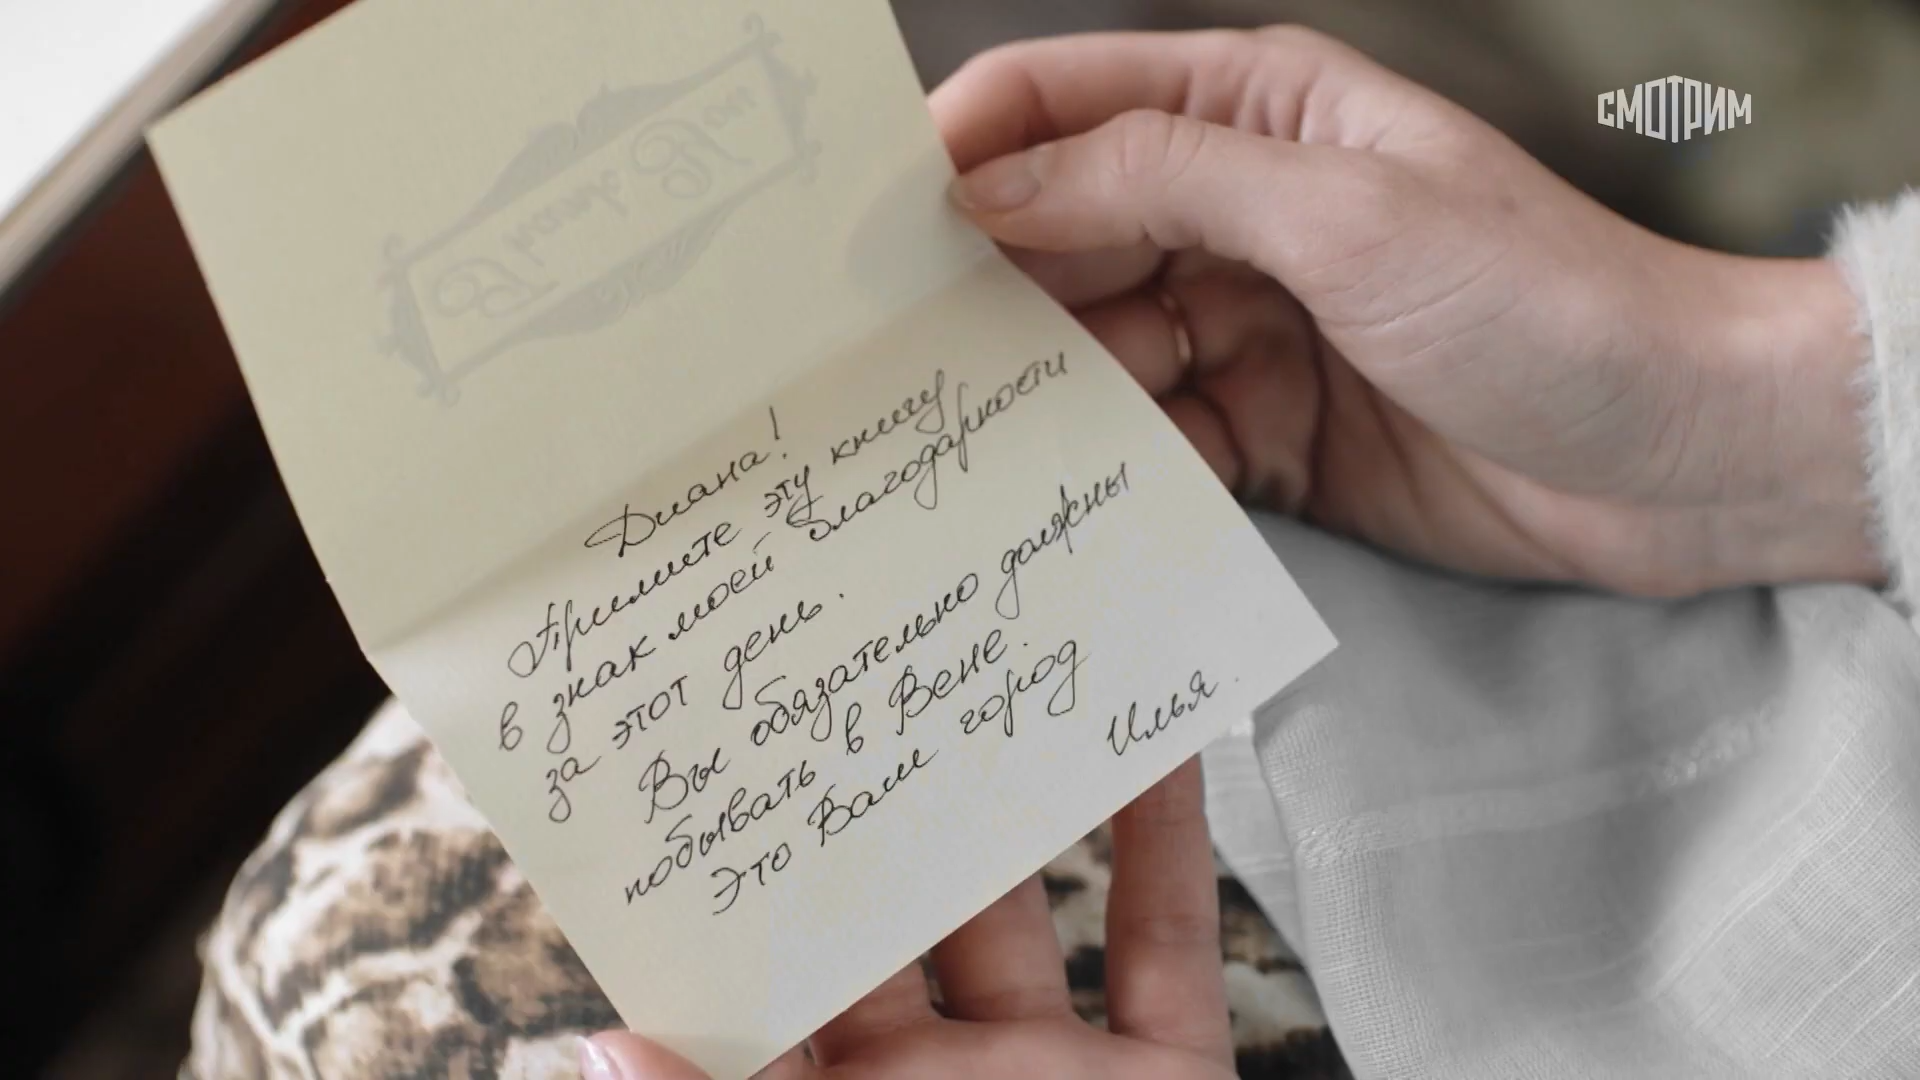 СМОТРИМ
Диана!
Примите эту книгу
в знак моей благодарности
за этот день.
Вы обязательно должны
побывать в Вене.
Это Ваш город
Илья.